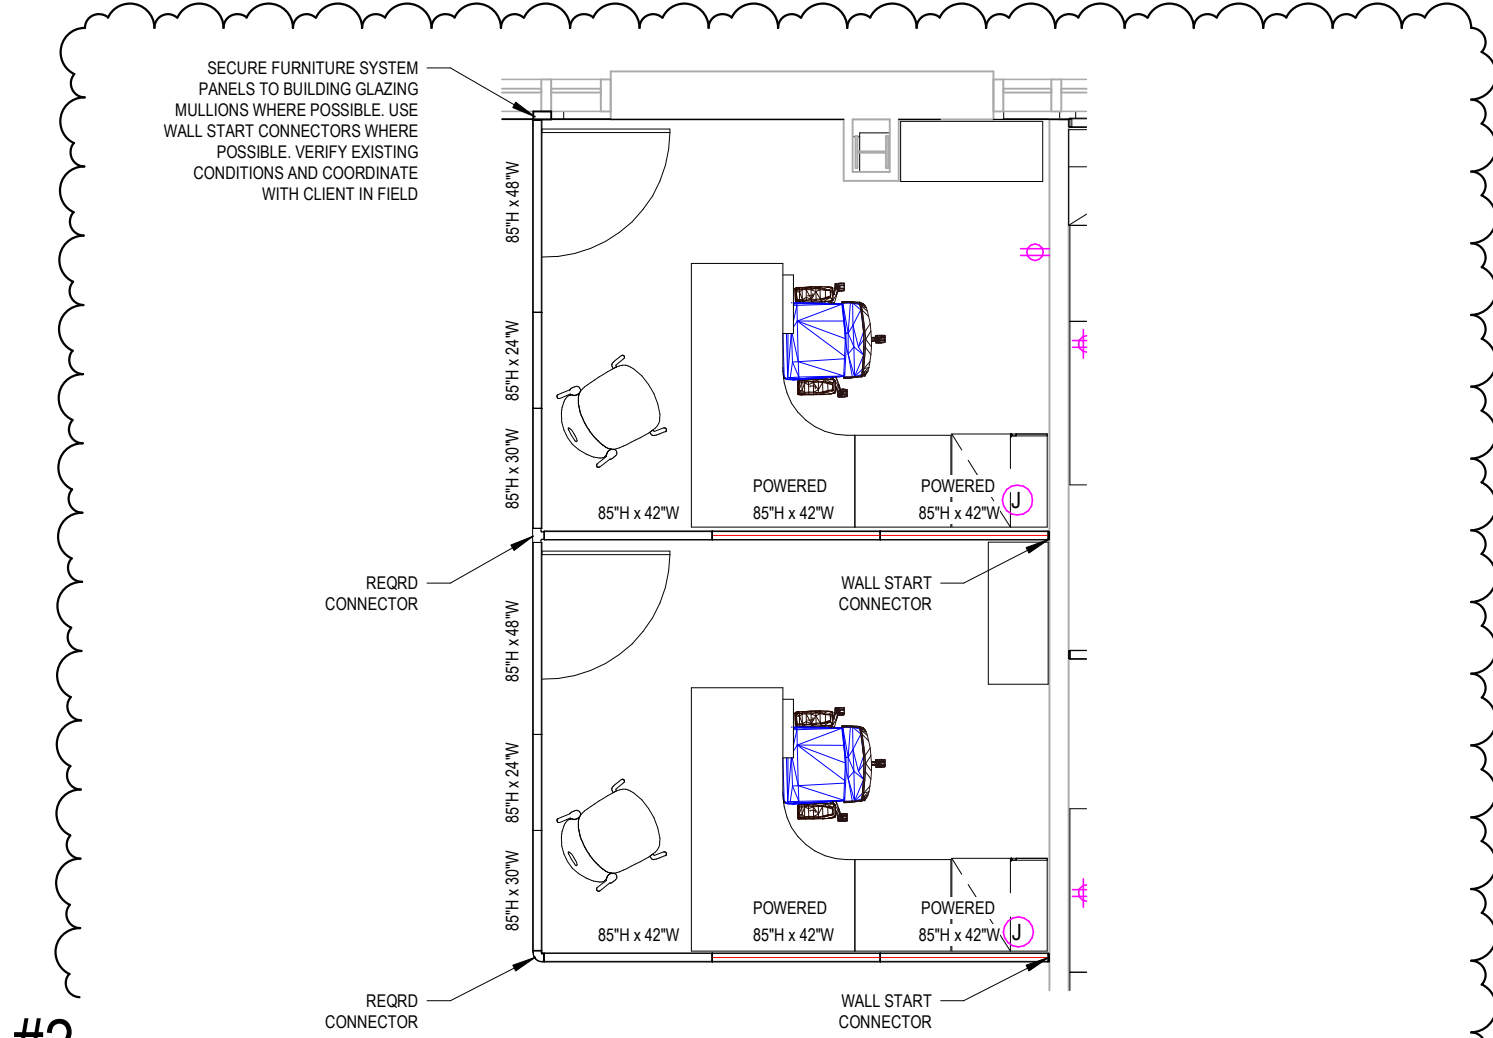 SECURE FURNITURE SYSTEM
PANELS TO BUILDING GLAZING
MULLIONS WHERE POSSIBLE. USE
WALL START CONNECTORS WHERE
POSSIBLE. VERIFY EXISTING
CONDITIONS AND COORDINATE
WITH CLIENT IN FIELD
85"H x 48"W
85"H x 24"W
85"H x 30"W
85"H x 42"W
POWERED
85"H x 42"W
POWERED
85"H x 42"W
J
REQRD
CONNECTOR
WALL START
CONNECTOR
85"H x 48"W
85"H x 24"W
85"H x 30"W
85"H x 42"W
POWERED
85"H x 42"W
POWERED
85"H x 42"W
J
REQRD
CONNECTOR
WALL START
CONNECTOR